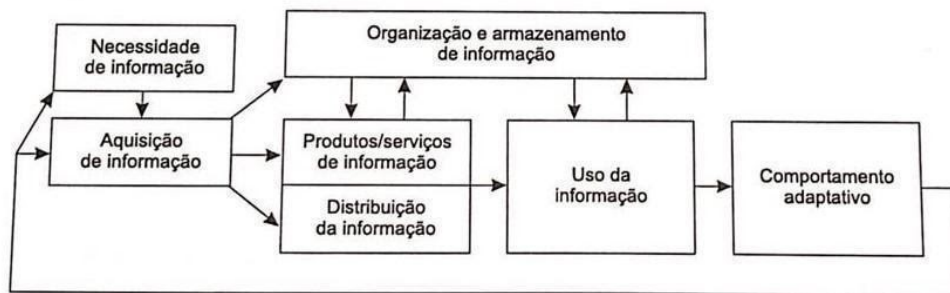 Necessidade
de informação
Organização e armazenamento
de informação
Aquisição
de informação
Produtos/serviços
de informação
Distribuição
da informação
Uso da
informação
Comportamento
adaptativo